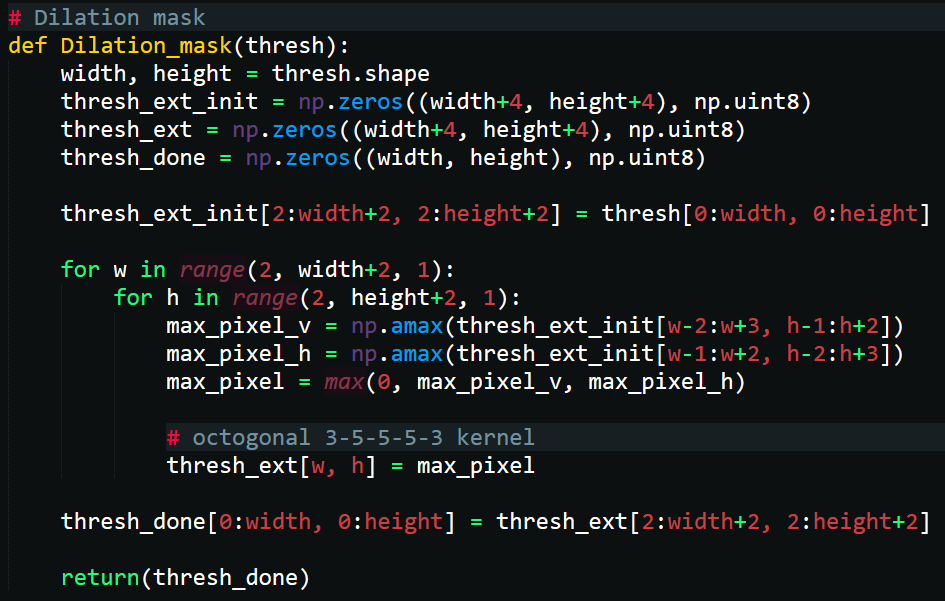 # Dilation mask
def Dilation_mask(thresh):
    width, height = thresh.shape
    thresh_ext_init = np.zeros((width+4, height+4), np.uint8)
    thresh_ext = np.zeros((width+4, height+4), np.uint8)
    thresh_done = np.zeros((width, height), np.uint8)

    thresh_ext_init[2:width+2, 2:height+2] = thresh[0:width, 0:height]

    for w in range(2, width+2, 1):
        for h in range(2, height+2, 1):
            max_pixel_v = np.amax(thresh_ext_init[w-2:w+3, h-1:h+2])
            max_pixel_h = np.amax(thresh_ext_init[w-1:w+2, h-2:h+3])
            max_pixel = max(0, max_pixel_v, max_pixel_h)

            # octogonal 3-5-5-5-3 kernel
            thresh_ext[w, h] = max_pixel

    thresh_done[0:width, 0:height] = thresh_ext[2:width+2, 2:height+2]

    return(thresh_done)